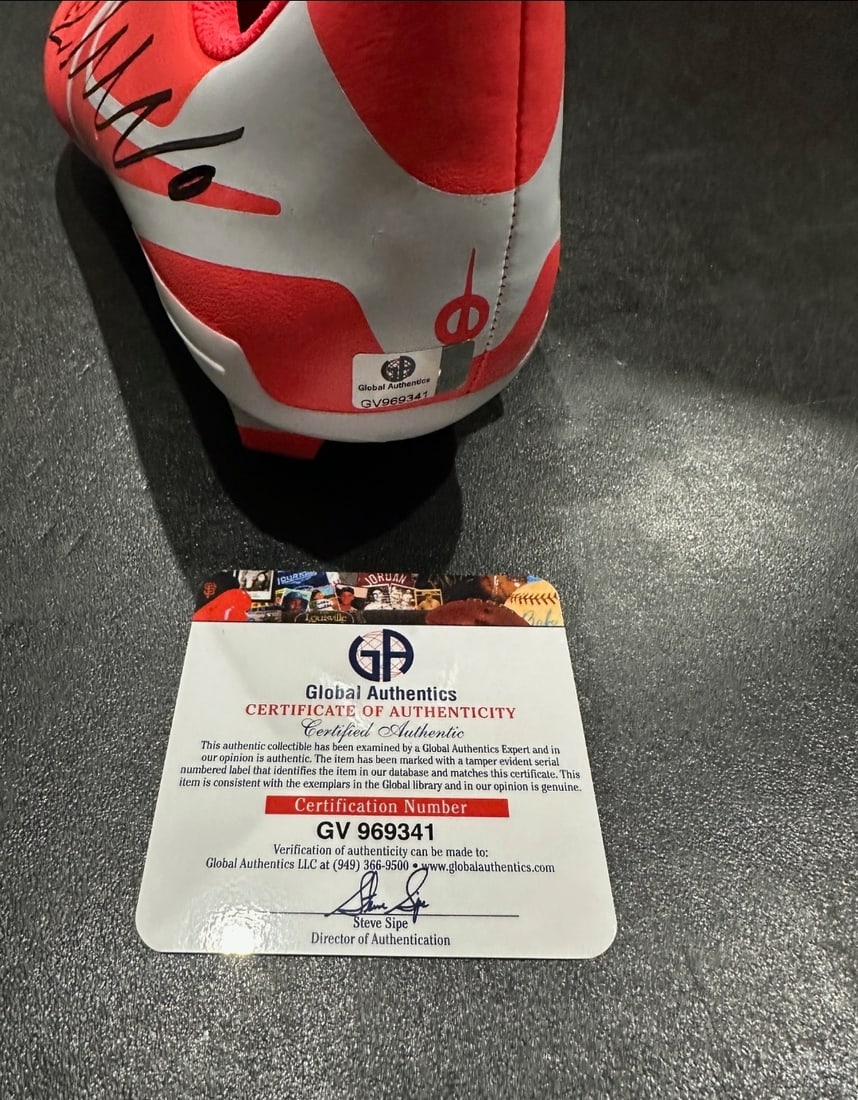 Global Authentics
GV969341
JORDAN
Louisville
GA
Global Authentics
CERTIFICATE OF AUTHENTICITY
Certified Authentic
This authentic collectible has been examined by a Global Authentics Expert and in
our opinion is authentic. The item has been marked with a tamper evident serial
numbered label that identifies the item in our database and matches this certificate. This
item is consistent with the exemplars in the Global library and in our opinion is genuine.
Certification Number
GV 969341
Verification of authenticity can be made to:
Global Authentics LLC at (949) 366-9500 • www.globalauthentics.com
Steve Sipe
Steve Sipe
Director of Authentication